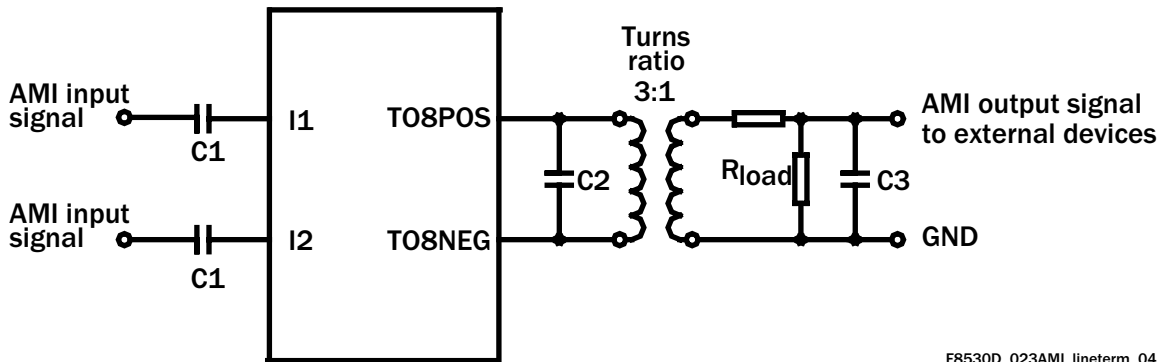 Turns
ratio
3:1
AMI input
signal
C1
I1
TO8POS
AMI output signal
to external devices
C2
Rload
C3
AMI input
signal
C1
I2
TO8NEG
GND
F8530D_023AMI_lineterm_04